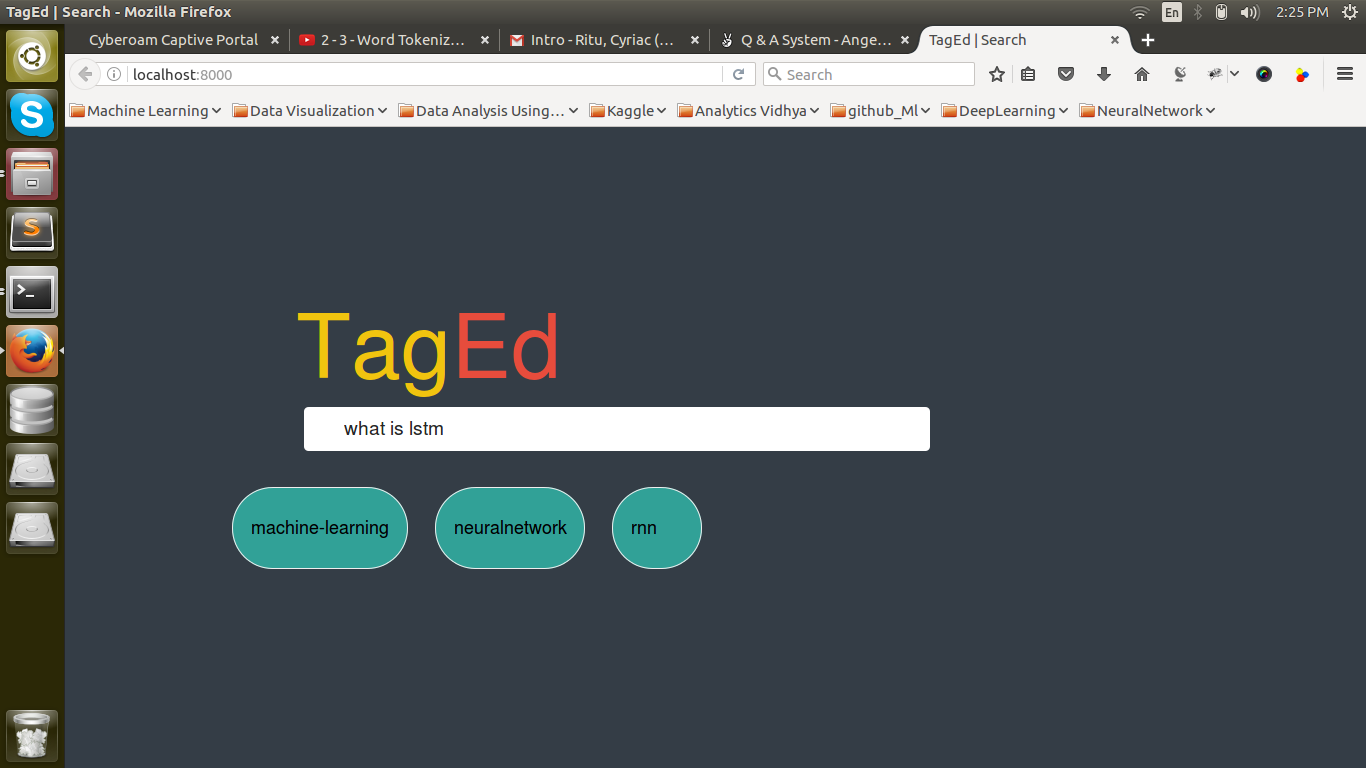 TagEd | Search - Mozilla Firefox
En
2:25 PM
Cyberoam Captive Portal
2 - 3 - Word Tokeniz...
Intro - Ritu, Cyriac (...
Q & A System - Ange...
TagEd | Search
localhost:8000
Search
Machine Learning
Data Visualization
Data Analysis Using...
Kaggle
Analytics Vidhya
github_Ml
DeepLearning
NeuralNetwork
TagEd
what is lstm
machine-learning
neuralnetwork
rnn